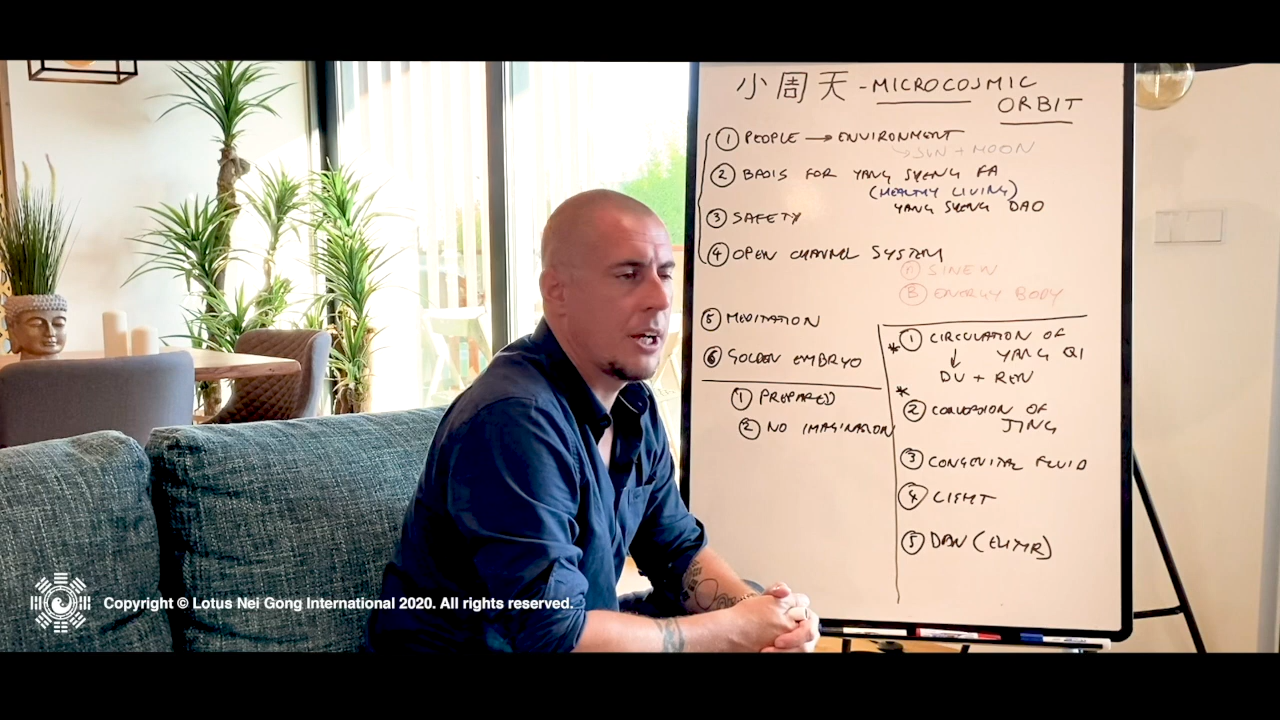 小周天 - MICROCOSMIC
ORBIT
① PEOPLE → ENVIRONMENT
↘ SUN + MOON
② BASIS FOR YANG SHENG FA
(HEALTHY LIVING)
YANG SHENG DAO
③ SAFETY
④ OPEN CHANNEL SYSTEM
Ⓐ SINEW
Ⓑ ENERGY BODY
⑤ MEDITATION
⑥ GOLDEN EMBRYO
① PREPARED
② NO IMAGINATION
* ① CIRCULATION OF
YANG QI
↓
DU + REN
* ② CONVERSION OF
JING
③ CONGENITAL FLUID
④ LIGHT
⑤ DAN (ELIXIR)
Copyright © Lotus Nei Gong International 2020. All rights reserved.